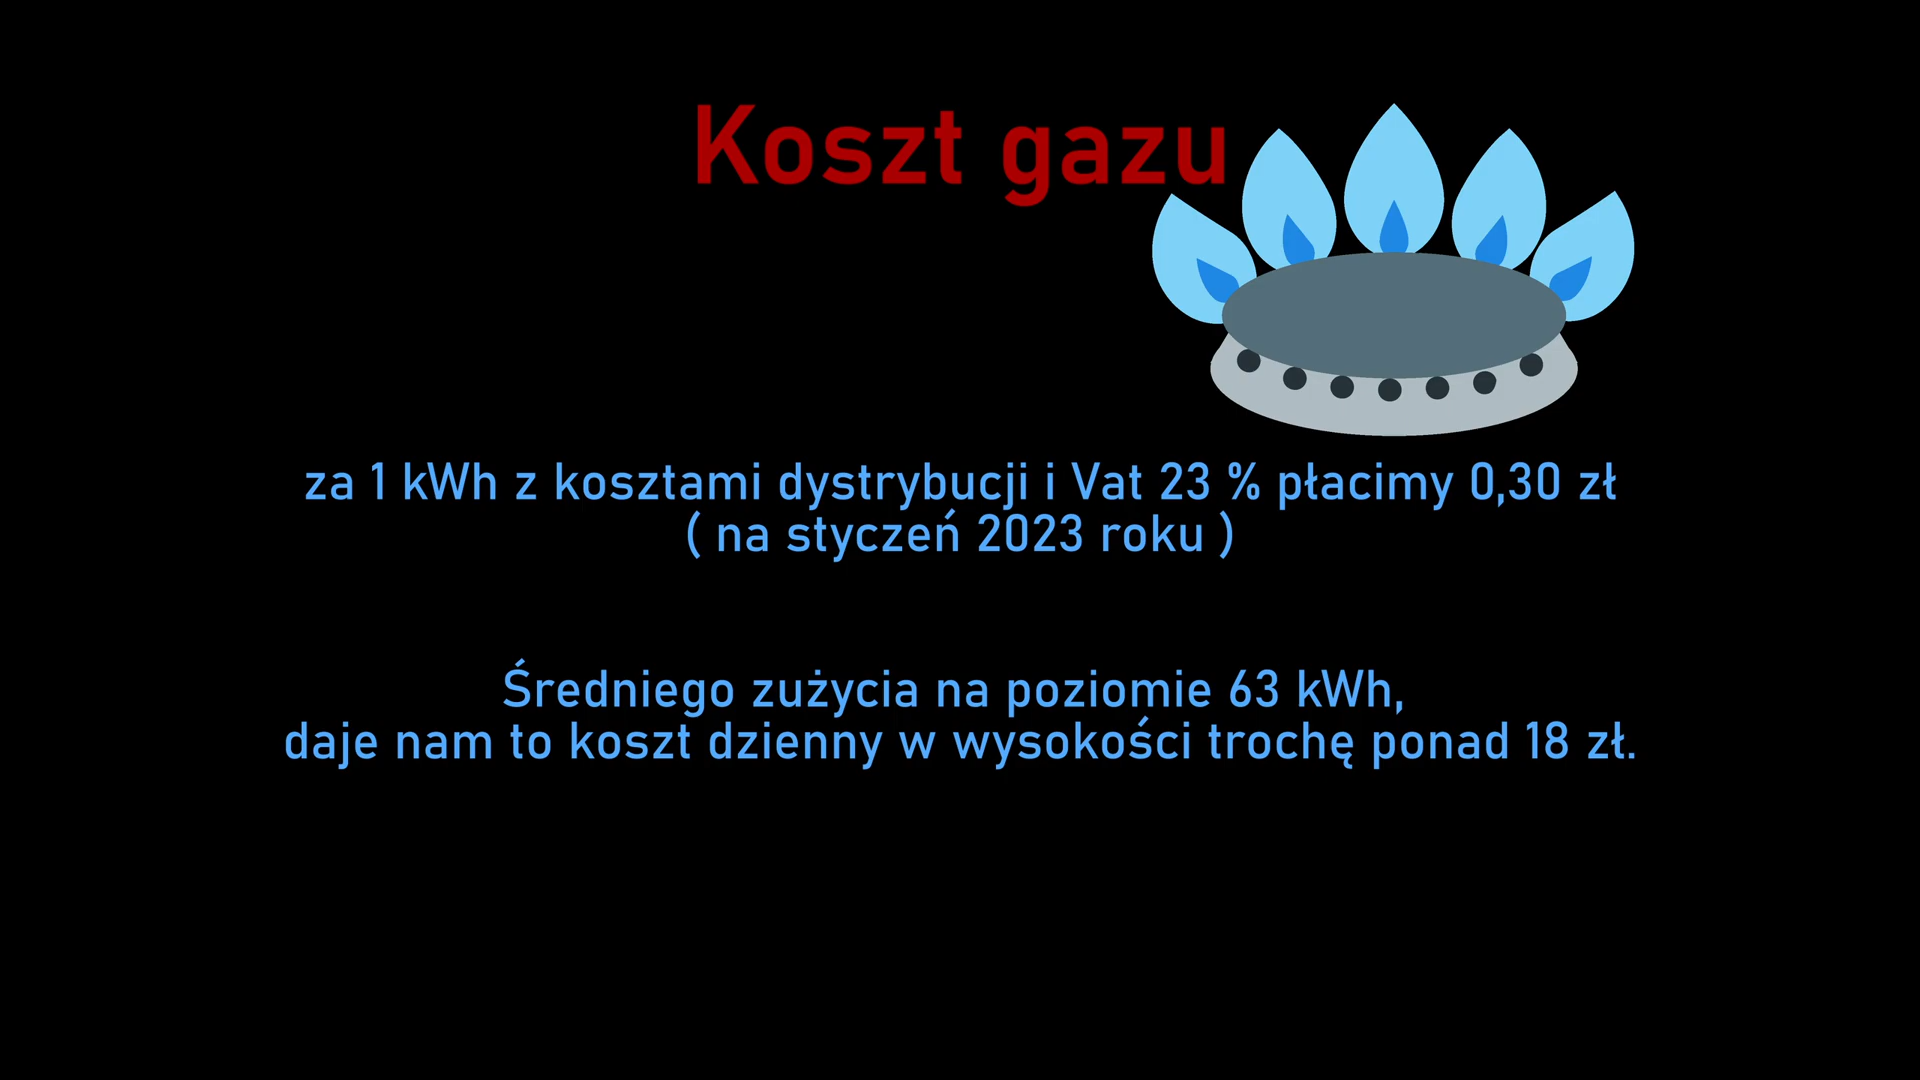 Koszt gazu
za 1 kWh z kosztami dystrybucji i Vat 23 % płacimy 0,30 zł
( na styczeń 2023 roku )
Średniego zużycia na poziomie 63 kWh,
daje nam to koszt dzienny w wysokości trochę ponad 18 zł.